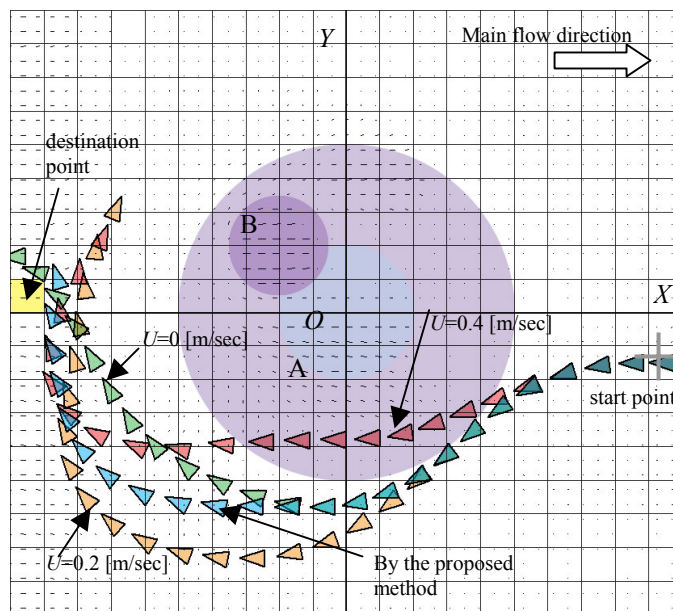 Y
Main flow direction
destination
point
B
X
O
U=0.4 [m/sec]
U=0 [m/sec]
A
start point
U=0.2 [m/sec]
By the proposed
method